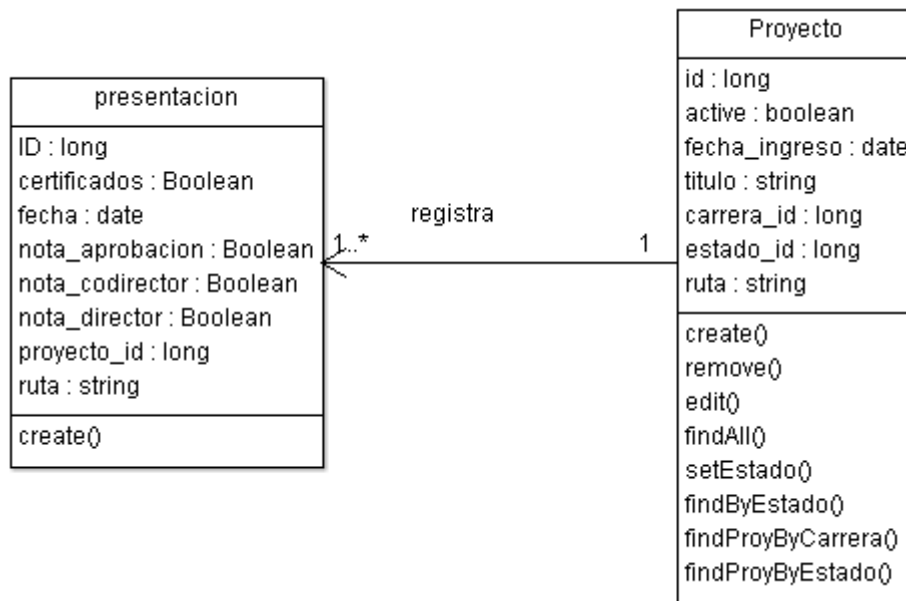 presentacion
ID : long
certificados : Boolean
fecha : date
nota_aprobacion : Boolean
nota_codirector : Boolean
nota_director : Boolean
proyecto_id : long
ruta : string
create()
registra
1..*
1
Proyecto
id : long
active : boolean
fecha_ingreso : date
titulo : string
carrera_id : long
estado_id : long
ruta : string
create()
remove()
edit()
findAll()
setEstado()
findByEstado()
findProyByCarrera()
findProyByEstado()